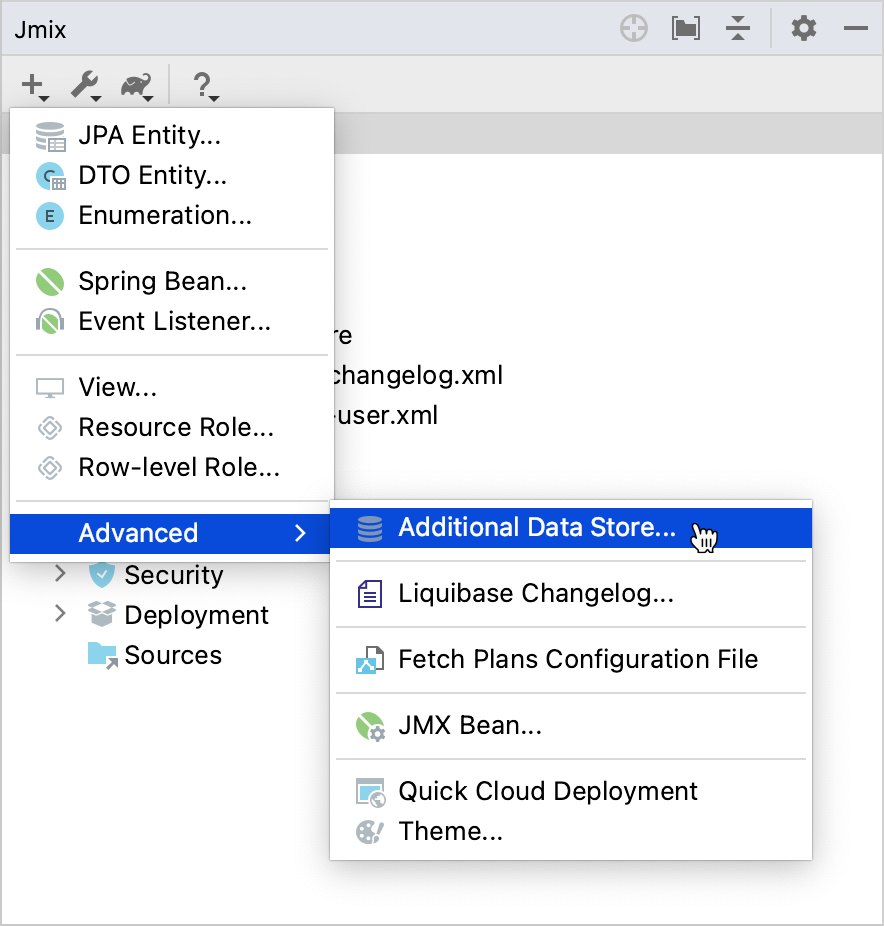 Jmix
?
JPA Entity...
C DTO Entity...
E Enumeration...
Spring Bean...
Event Listener...
re
changelog.xml
View...
-user.xml
Resource Role...
Row-level Role...
Advanced
Additional Data Store...
Security
Liquibase Changelog...
Deployment
Sources
Fetch Plans Configuration File
JMX Bean...
Quick Cloud Deployment
Theme...